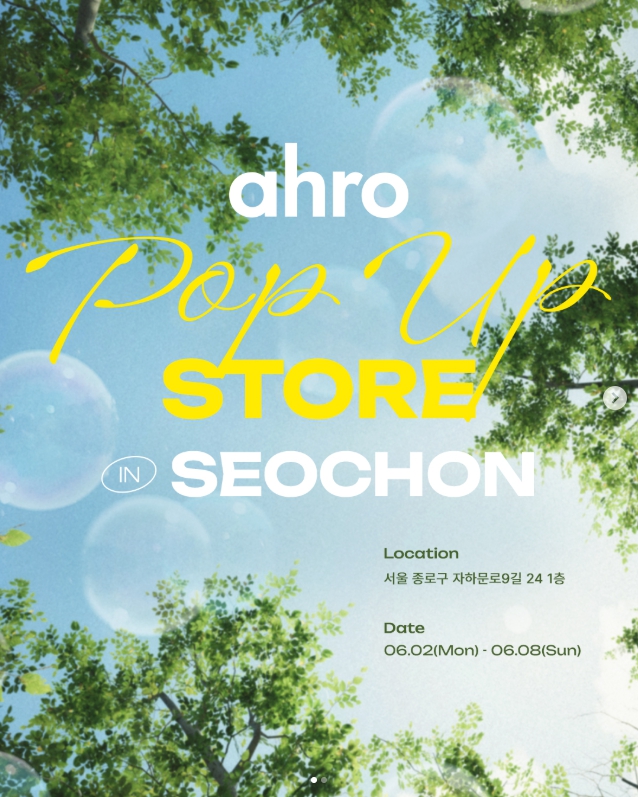 ahro
Pop Up
STORE
IN SEOCHON
Location
서울 종로구 자하문로9길 24 1층
Date
06.02(Mon) - 06.08(Sun)